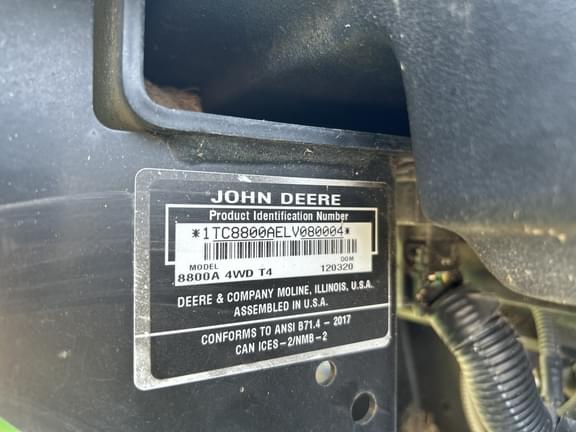 JOHN DEERE
Product Identification Number
*1TC8800AELV080004*
MODEL DOM
8800A 4WD T4 120320
DEERE & COMPANY MOLINE, ILLINOIS, U.S.A.
ASSEMBLED IN U.S.A.
CONFORMS TO ANSI B71.4 - 2017
CAN ICES-2/NMB-2